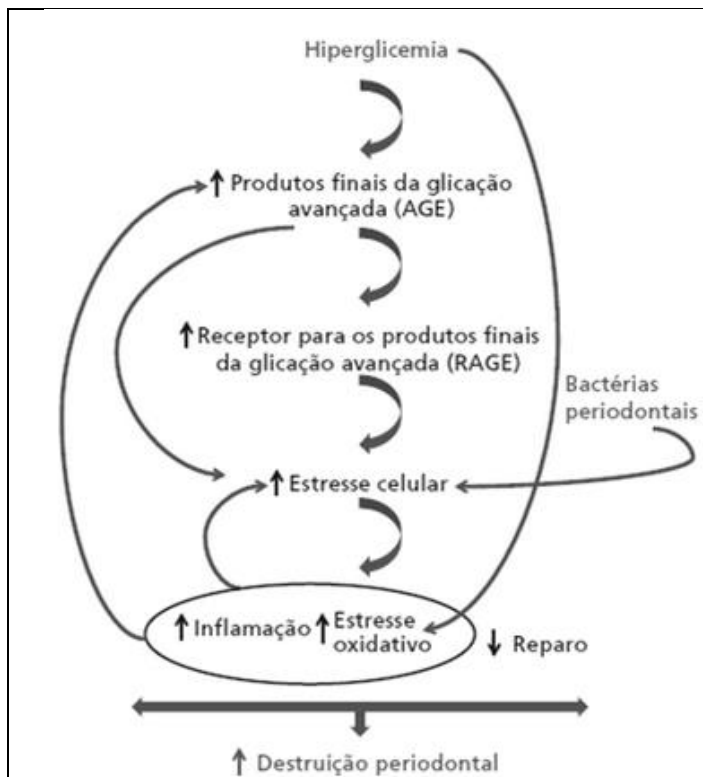 Hiperglicemia
↑ Produtos finais da glicação
avançada (AGE)
↑ Receptor para os produtos finais
da glicação avançada (RAGE)
Bactérias
periodontais
↑ Estresse celular
↑ Inflamação ↑ Estresse
oxidativo
↓ Reparo
↑ Destruição periodontal